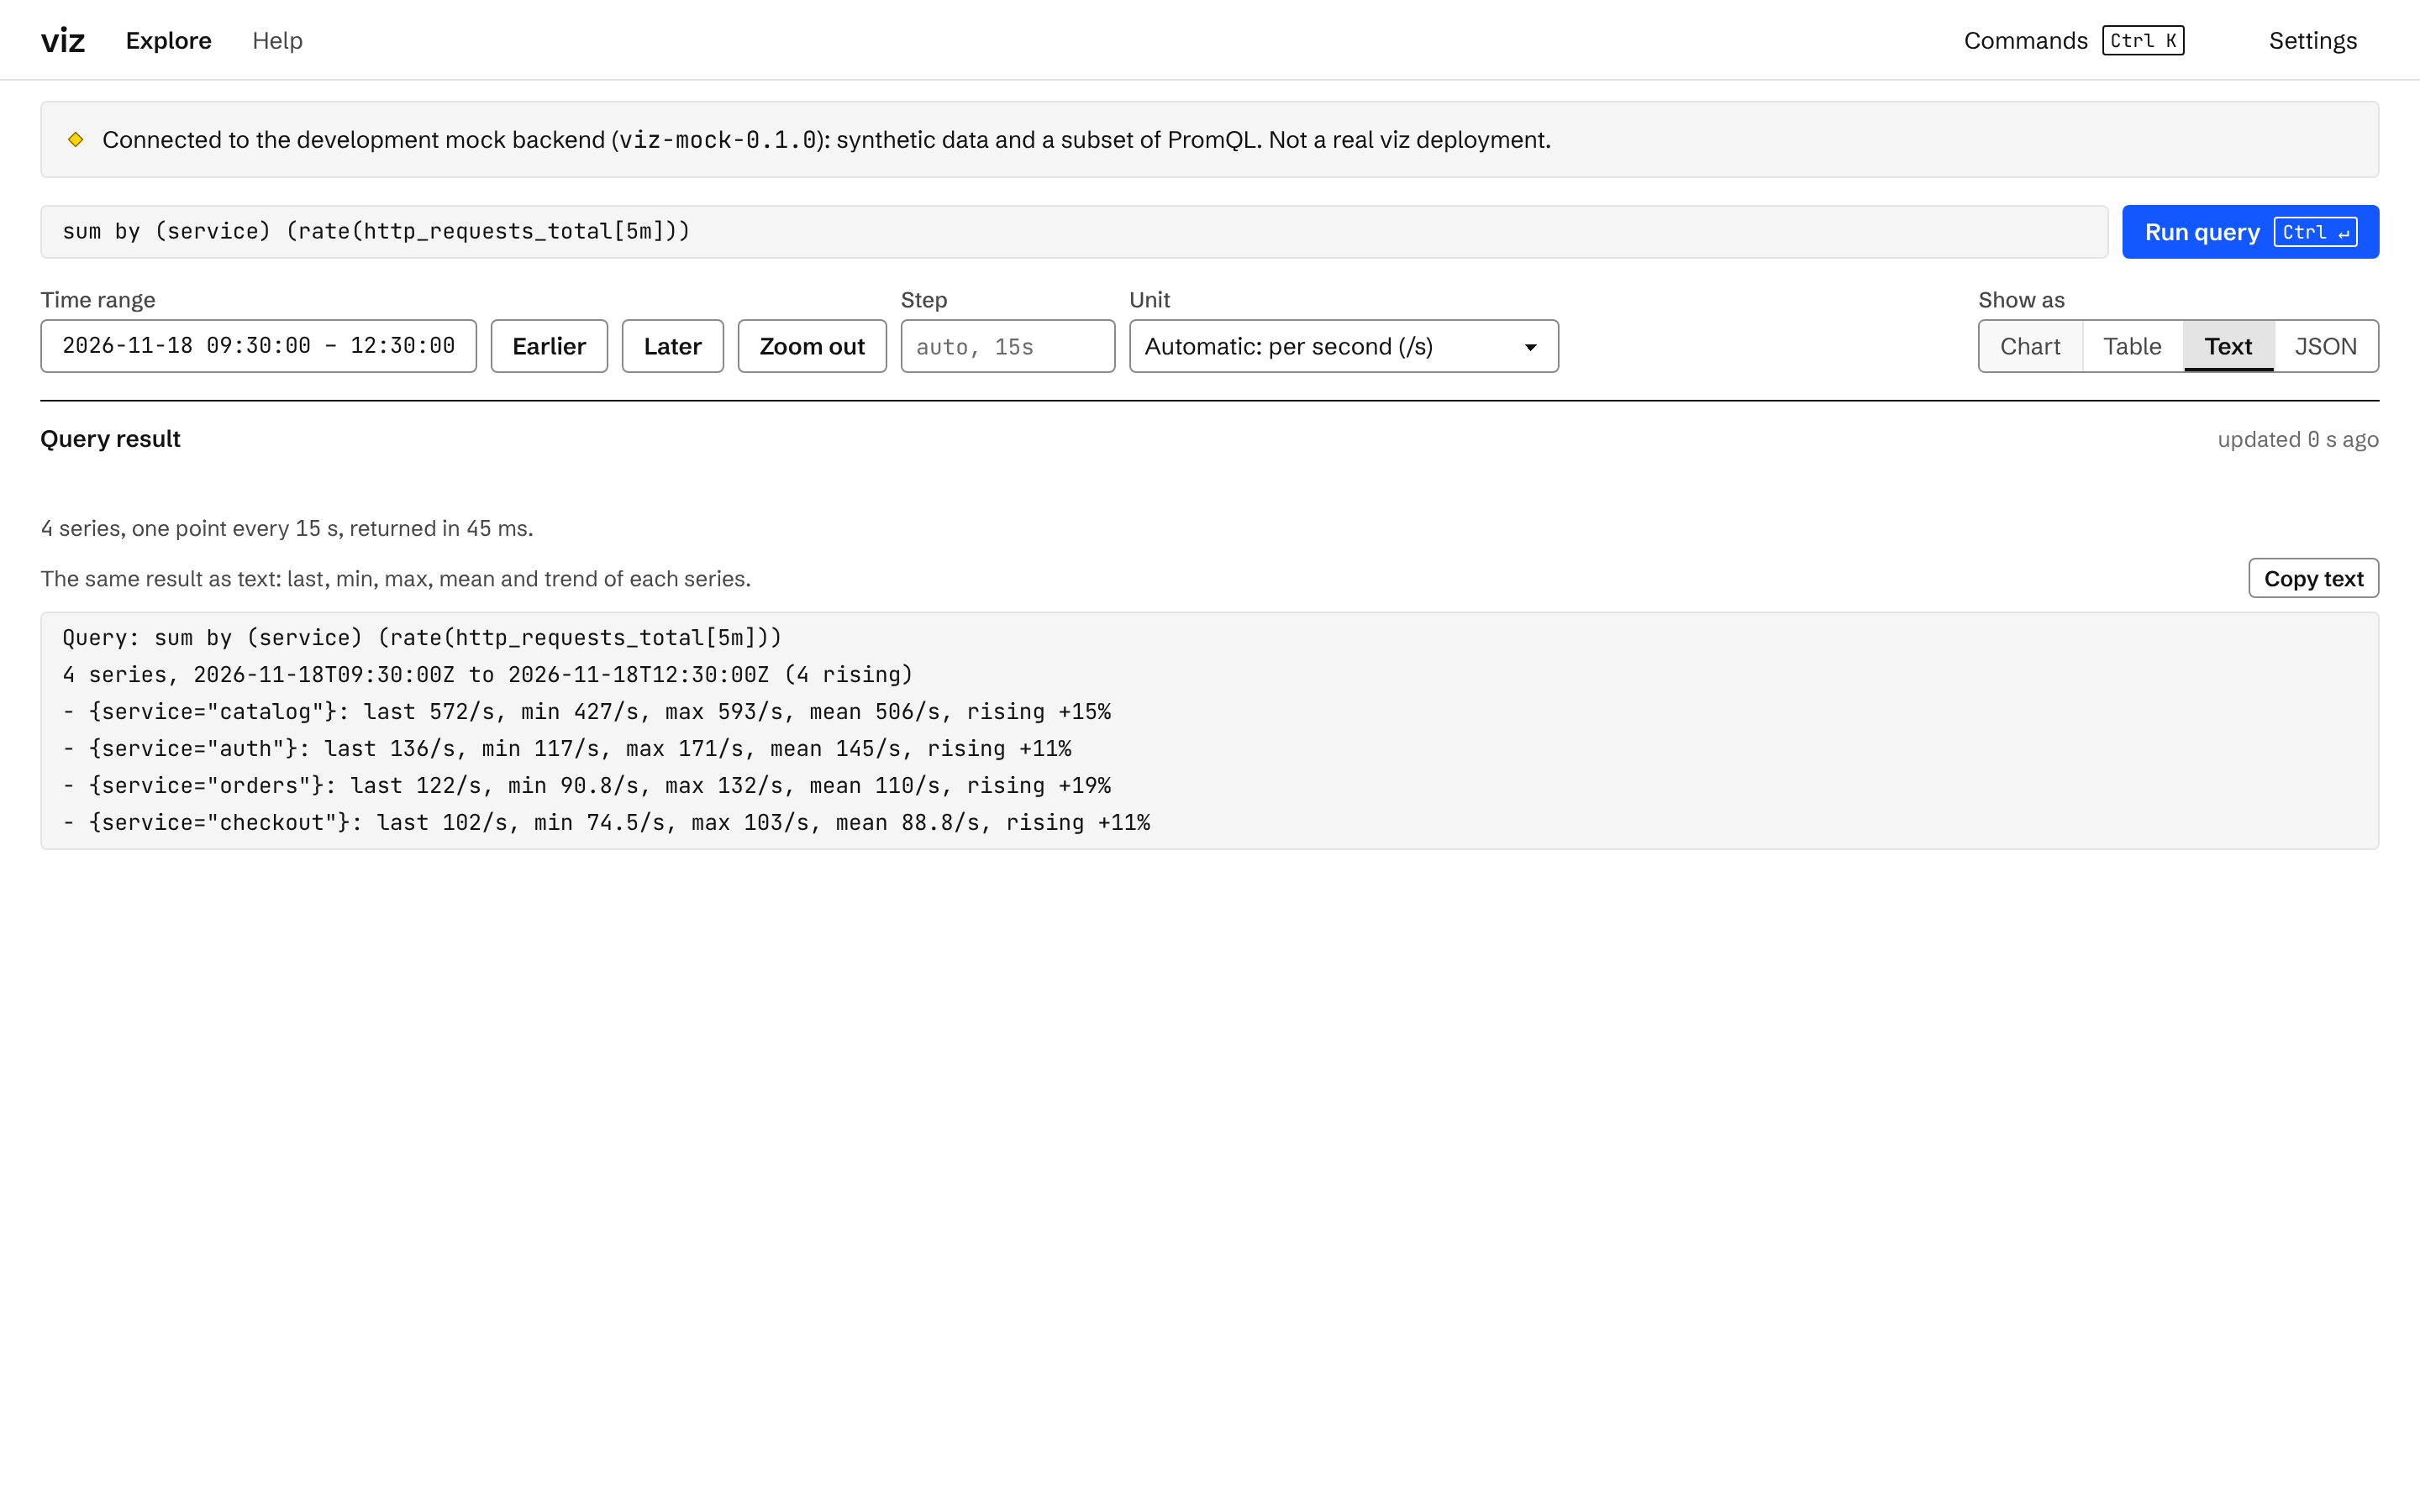 viz Explore Help Commands Ctrl K Settings
Connected to the development mock backend (viz-mock-0.1.0): synthetic data and a subset of PromQL. Not a real viz deployment.
sum by (service) (rate(http_requests_total[5m])) Run query Ctrl ↵
Time range Step Unit Show as
2026-11-18 09:30:00 – 12:30:00 Earlier Later Zoom out auto, 15s Automatic: per second (/s) Chart Table Text JSON
Query result updated 0 s ago
4 series, one point every 15 s, returned in 45 ms.
The same result as text: last, min, max, mean and trend of each series. Copy text
Query: sum by (service) (rate(http_requests_total[5m]))
4 series, 2026-11-18T09:30:00Z to 2026-11-18T12:30:00Z (4 rising)
- {service="catalog"}: last 572/s, min 427/s, max 593/s, mean 506/s, rising +15%
- {service="auth"}: last 136/s, min 117/s, max 171/s, mean 145/s, rising +11%
- {service="orders"}: last 122/s, min 90.8/s, max 132/s, mean 110/s, rising +19%
- {service="checkout"}: last 102/s, min 74.5/s, max 103/s, mean 88.8/s, rising +11%